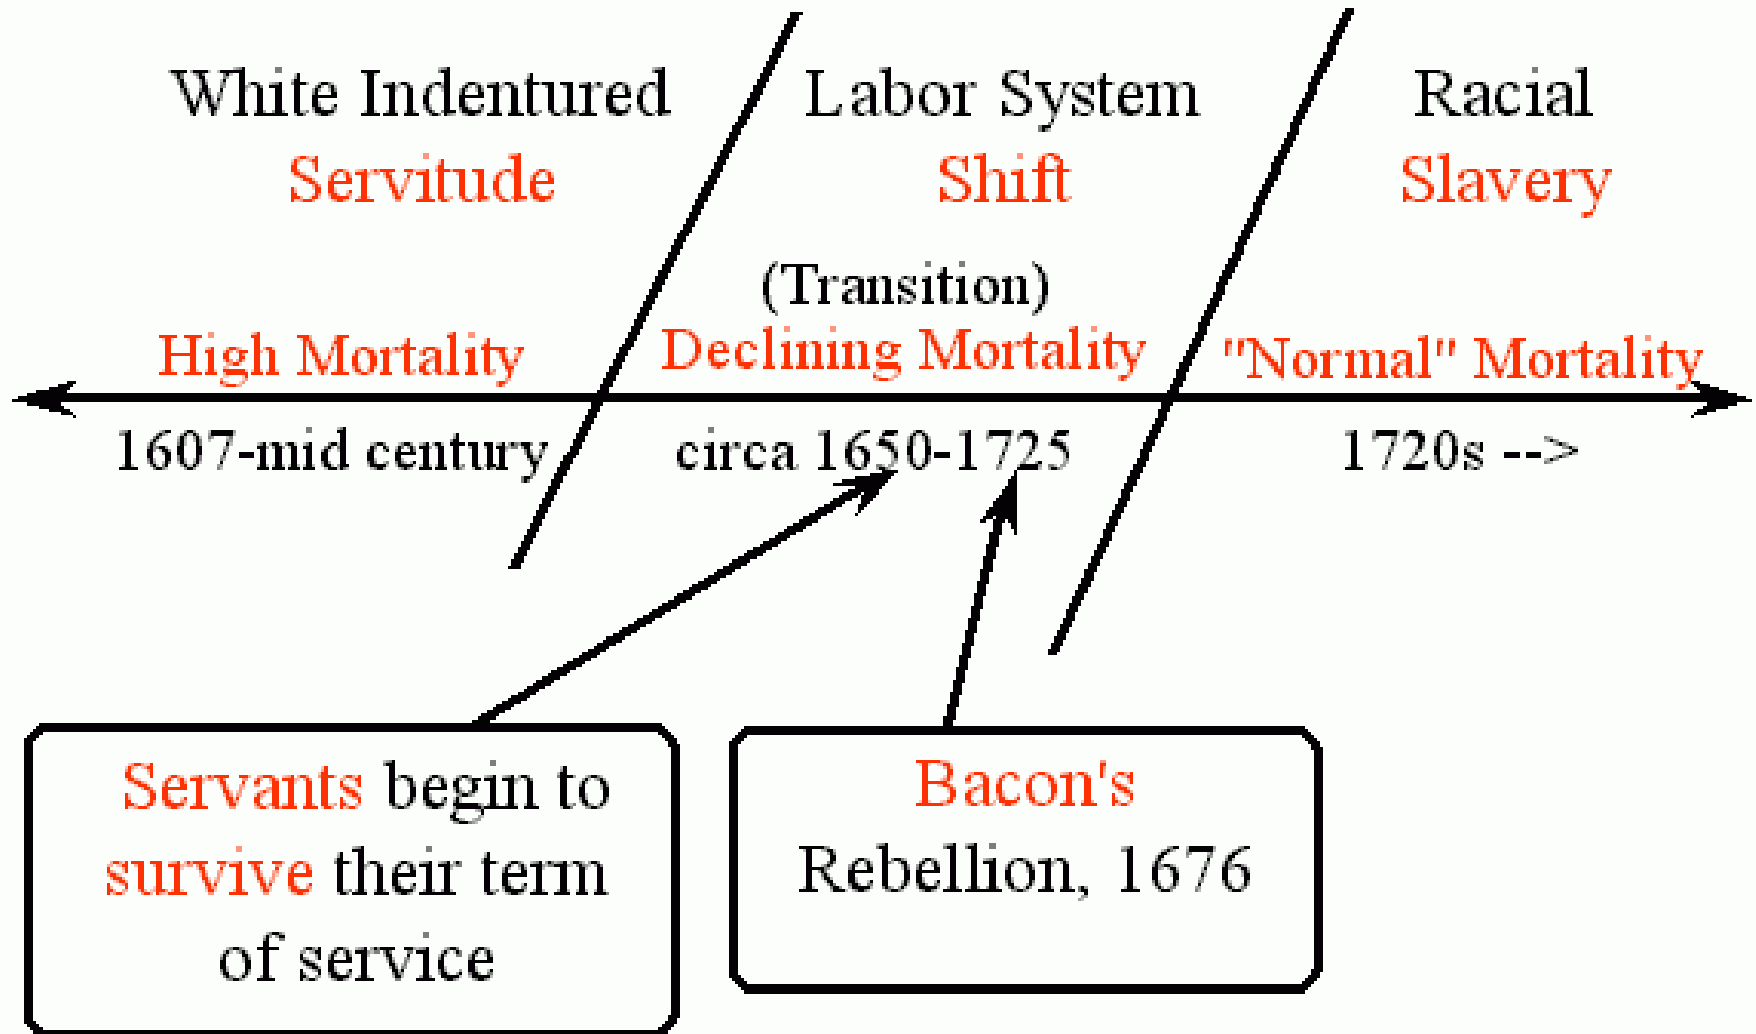 White Indentured
Servitude
Labor System
Shift
(Transition)
Racial
Slavery
High Mortality
Declining Mortality
"Normal" Mortality
1607-mid century
circa 1650-1725
1720s -->
Servants begin to
survive their term
of service
Bacon's
Rebellion, 1676